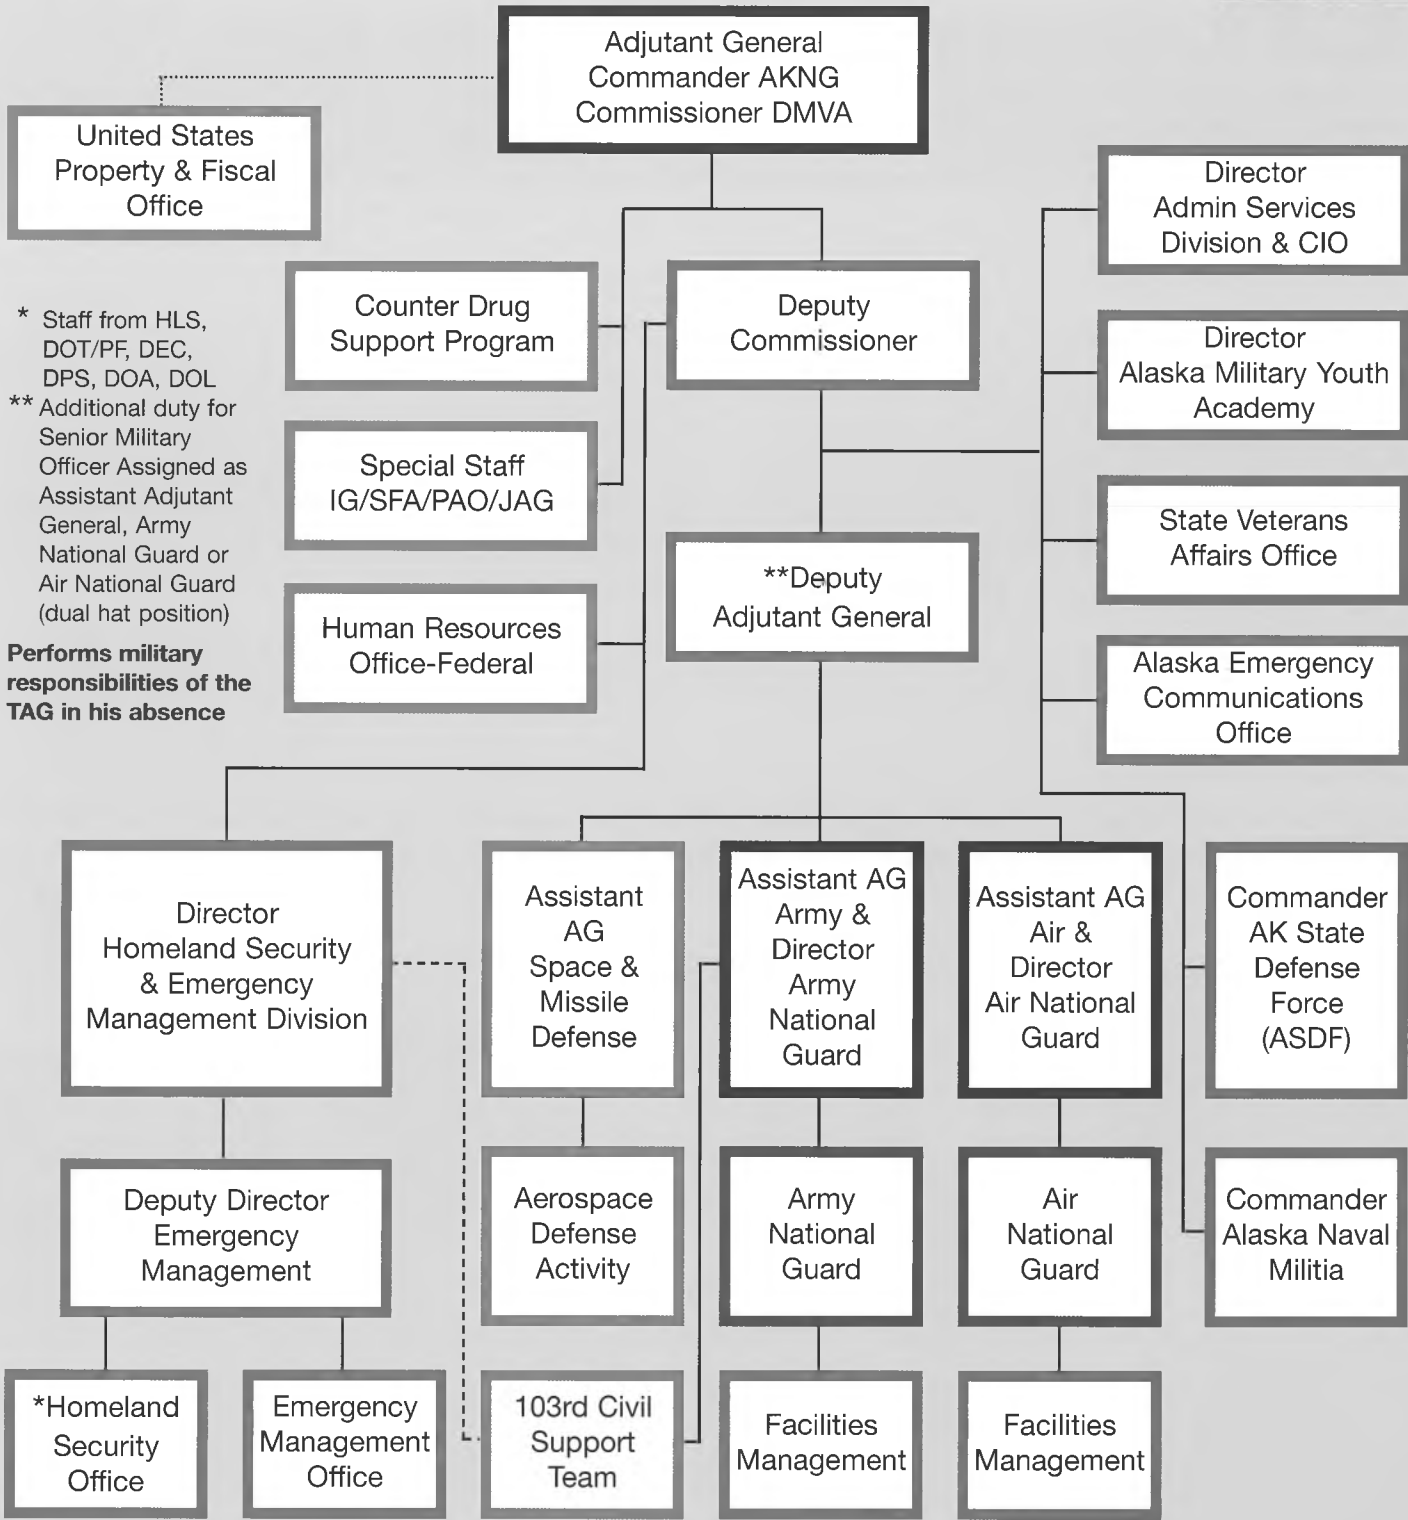 Adjutant General
Commander AKNG
Commissioner DMVA
United States
Property & Fiscal
Office
Director
Admin Services
Division & CIO
Counter Drug
Support Program
Deputy
Commissioner
* Staff from HLS,
DOT/PF, DEC,
DPS, DOA, DOL
** Additional duty for
Senior Military
Officer Assigned as
Assistant Adjutant
General, Army
National Guard or
Air National Guard
(dual hat position)
Performs military
responsibilities of the
TAG in his absence
Director
Alaska Military Youth
Academy
Special Staff
IG/SFA/PAO/JAG
State Veterans
Affairs Office
**Deputy
Adjutant General
Human Resources
Office-Federal
Alaska Emergency
Communications
Office
Director
Homeland Security
& Emergency
Management Division
Assistant
AG
Space &
Missile
Defense
Assistant AG
Army &
Director
Army
National
Guard
Assistant AG
Air &
Director
Air National
Guard
Commander
AK State
Defense
Force
(ASDF)
Deputy Director
Emergency
Management
Aerospace
Defense
Activity
Army
National
Guard
Air
National
Guard
Commander
Alaska Naval
Militia
*Homeland
Security
Office
Emergency
Management
Office
103rd Civil
Support
Team
Facilities
Management
Facilities
Management